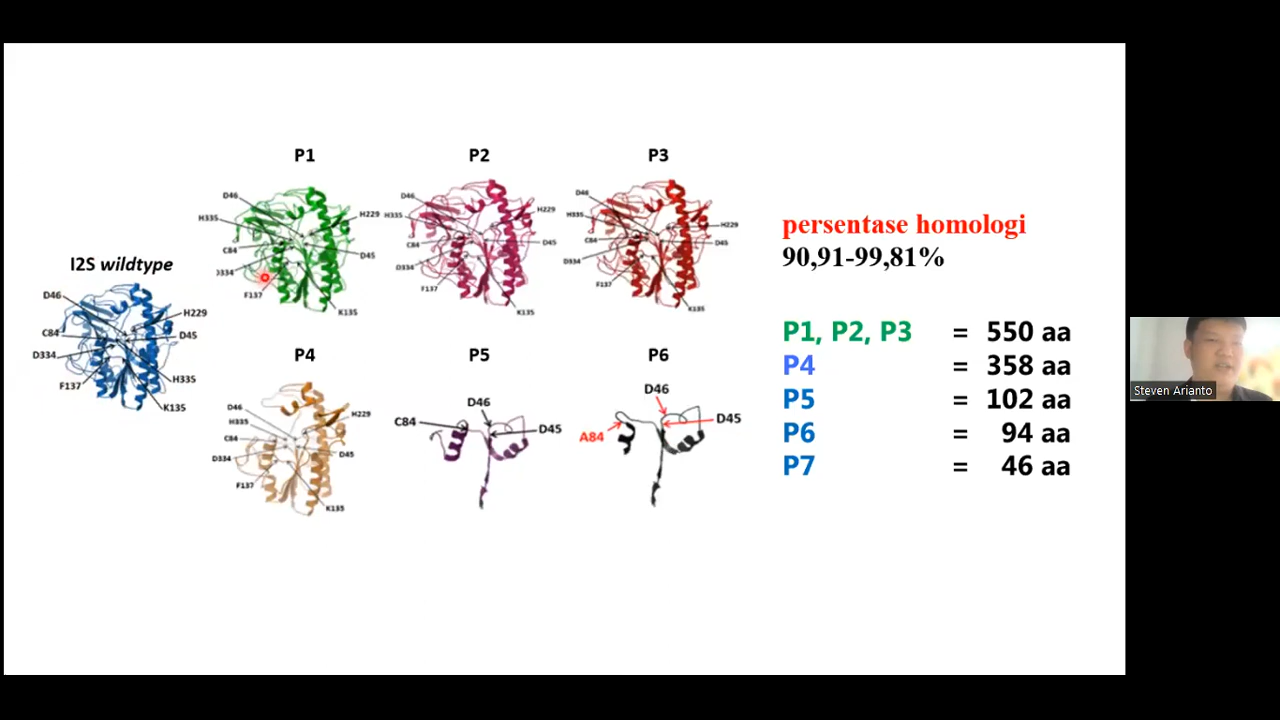 P1
P2
P3
D46
H335
H229
C84
D45
D334
F137
K135
D46
H335
H229
C84
D45
D334
F137
K135
D46
H335
H229
C84
D45
D334
F137
K135
persentase homologi
90,91-99,81%
I2S wildtype
D46
H229
C84
D45
D334
H335
F137
K135
P1, P2, P3 = 550 aa
P4 = 358 aa
P5 = 102 aa
P6 = 94 aa
P7 = 46 aa
P4
P5
P6
D46
H229
H335
C84
D45
D334
F137
K135
D46
C84
D45
D46
D45
A84
Steven Arianto